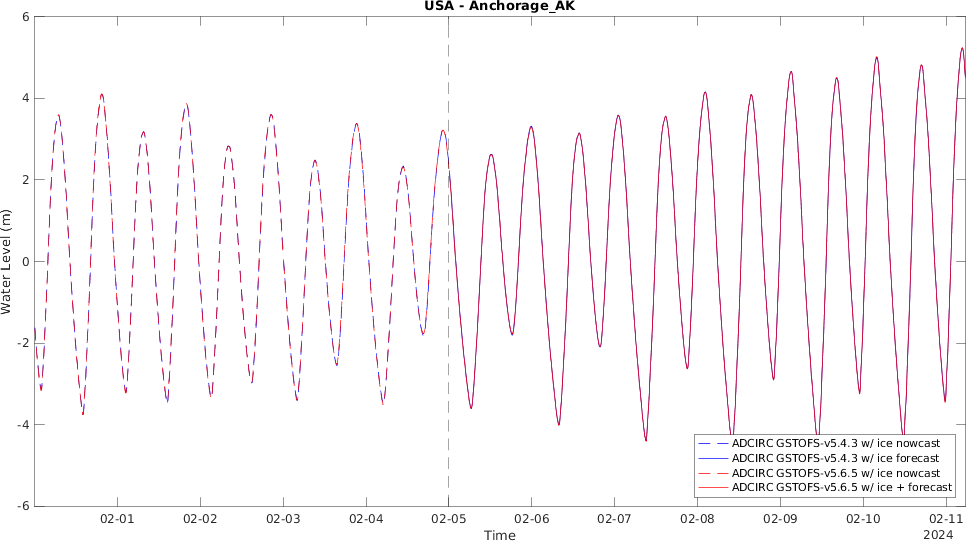 USA - Anchorage_AK
6
4
2
0
-2
-4
-6
Water Level (m)
ADCIRC GSTOFS-v5.4.3 w/ ice nowcast
ADCIRC GSTOFS-v5.4.3 w/ ice forecast
ADCIRC GSTOFS-v5.6.5 w/ ice nowcast
ADCIRC GSTOFS-v5.6.5 w/ ice + forecast
02-01 02-02 02-03 02-04 02-05 02-06 02-07 02-08 02-09 02-10 02-11
Time
2024